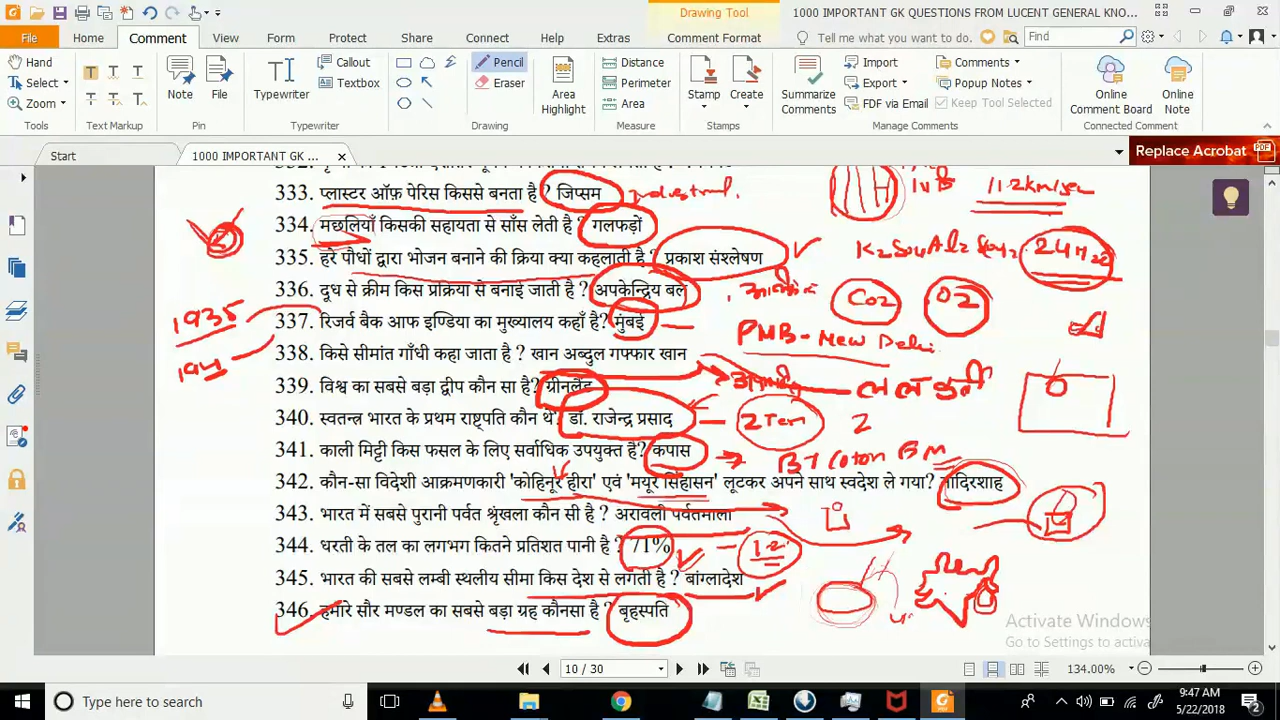 Drawing Tool
1000 IMPORTANT GK QUESTIONS FROM LUCENT GENERAL KNO...
File Home Comment View Form Protect Share Connect Help Extras Comment Format Tell me what you want to do... Find
Hand
Select
Zoom
Tools
Text Markup
Note
File
Pin
Typewriter
Callout
Textbox
Typewriter
Pencil
Eraser
Drawing
Area Highlight
Distance
Perimeter
Area
Measure
Stamp
Create
Stamps
Summarize Comments
Import
Export
FDF via Email
Comments
Popup Notes
Keep Tool Selected
Manage Comments
Online Comment Board
Online Note
Connected Comment
Start
1000 IMPORTANT GK ...
Replace Acrobat
PDF
333. प्लास्टर ऑफ़ पेरिस किससे बनता है ? जिप्सम
11.2km/sec
334. मछलियाँ किसकी सहायता से साँस लेती है ? गलफड़ों
24H2O
335. हरे पौधों द्वारा भोजन बनाने की क्रिया क्या कहलाती है ? प्रकाश संश्लेषण
336. दूध से क्रीम किस प्रक्रिया से बनाई जाती है ? अपकेन्द्रिय बल
CO2 O2
1935
337. रिजर्व बैक आफ इण्डिया का मुख्यालय कहाँ है? मुंबई
PMB - New Delhi
338. किसे सीमांत गाँधी कहा जाता है ? खान अब्दुल गफ्फार खान
339. विश्व का सबसे बड़ा द्वीप कौन सा है? ग्रीनलैंड
340. स्वतन्त्र भारत के प्रथम राष्ट्रपति कौन थे डॉ. राजेन्द्र प्रसाद
2 Term 2
341. काली मिट्टी किस फसल के लिए सर्वाधिक उपयुक्त है? कपास
BT Coton BM
342. कौन-सा विदेशी आक्रमणकारी 'कोहिनूर हीरा' एवं 'मयूर सिंहासन' लूटकर अपने साथ स्वदेश ले गया? नादिरशाह
343. भारत में सबसे पुरानी पर्वत श्रृंखला कौन सी है ? अरावली पर्वतमाला
344. धरती के तल का लगभग कितने प्रतिशत पानी है ? 71%
345. भारत की सबसे लम्बी स्थलीय सीमा किस देश से लगती है ? बांग्लादेश
346. हमारे सौर मण्डल का सबसे बड़ा ग्रह कौनसा है ? बृहस्पति
Activate Windows
Go to Settings to activa
10 / 30
134.00%
Type here to search
9:47 AM
5/22/2018
2